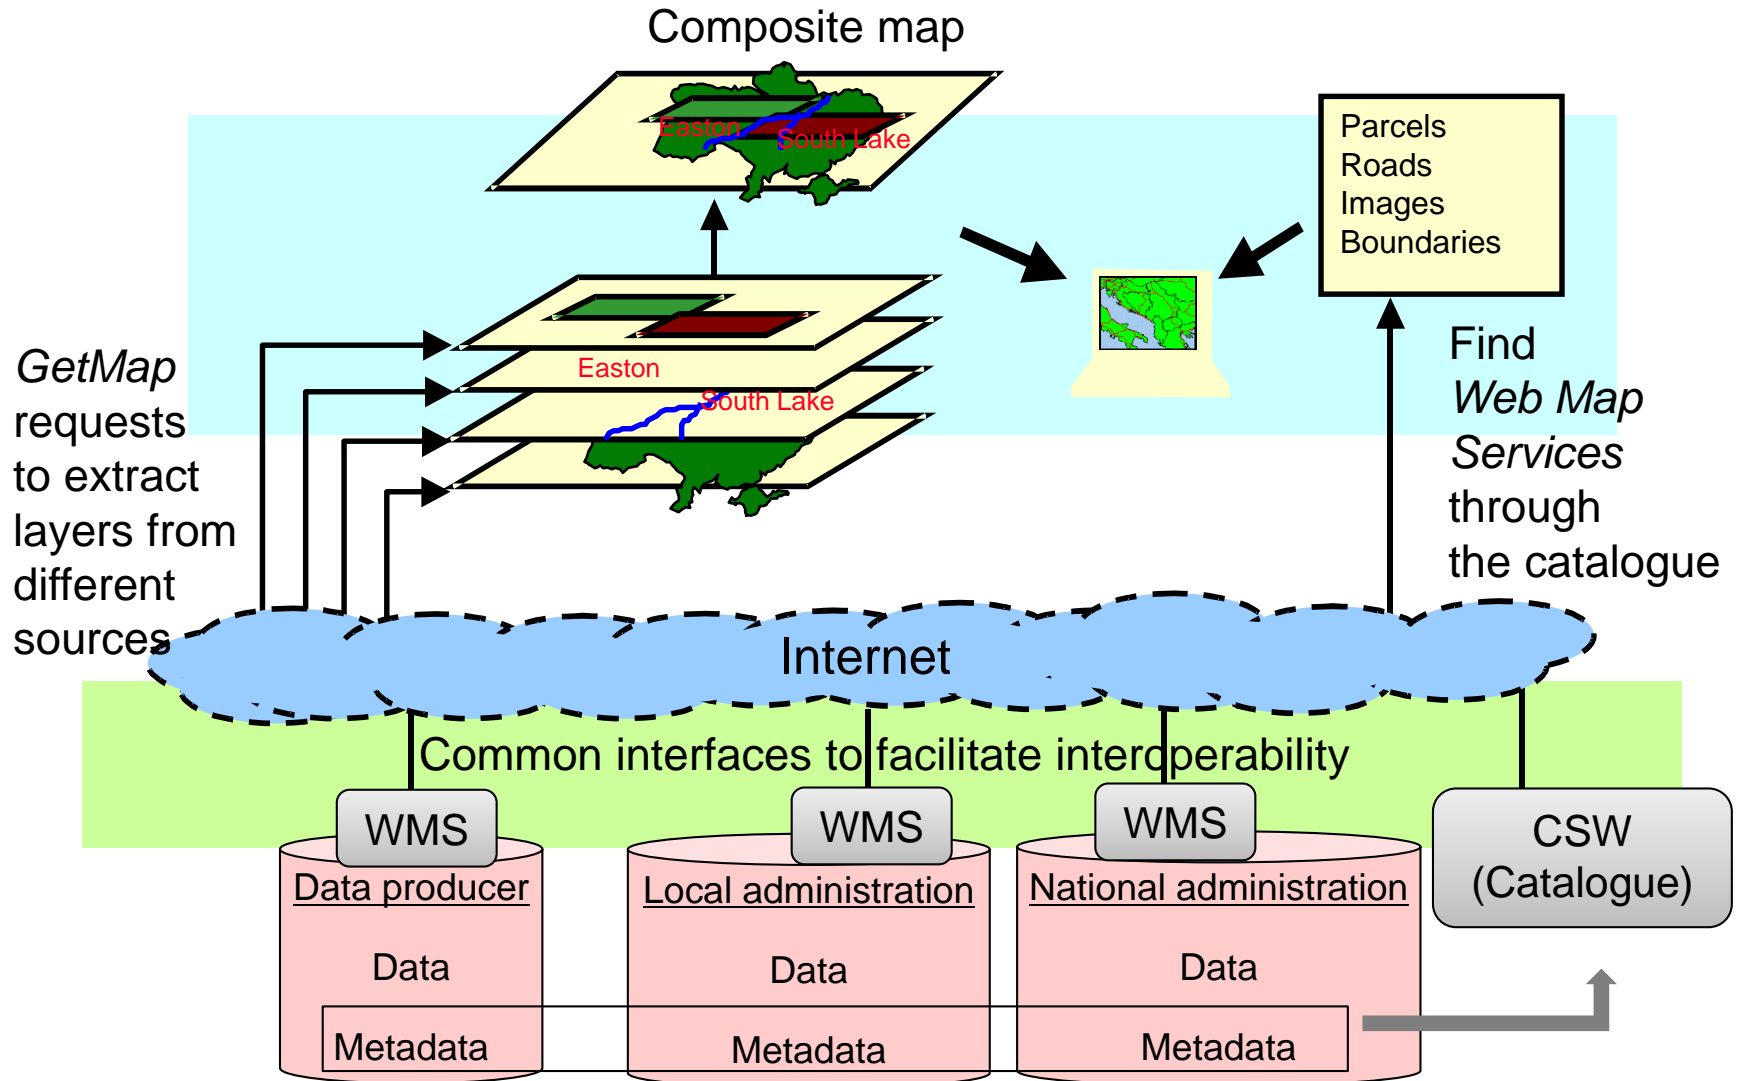 Composite map
Easton
South Lake
Parcels
Roads
Images
Boundaries
GetMap
requests
to extract
layers from
different
sources
Easton
South Lake
Find
Web Map
Services
through
the catalogue
Internet
Common interfaces to facilitate interoperability
WMS
WMS
WMS
CSW
(Catalogue)
Data producer
Local administration
National administration
Data
Data
Data
Metadata
Metadata
Metadata